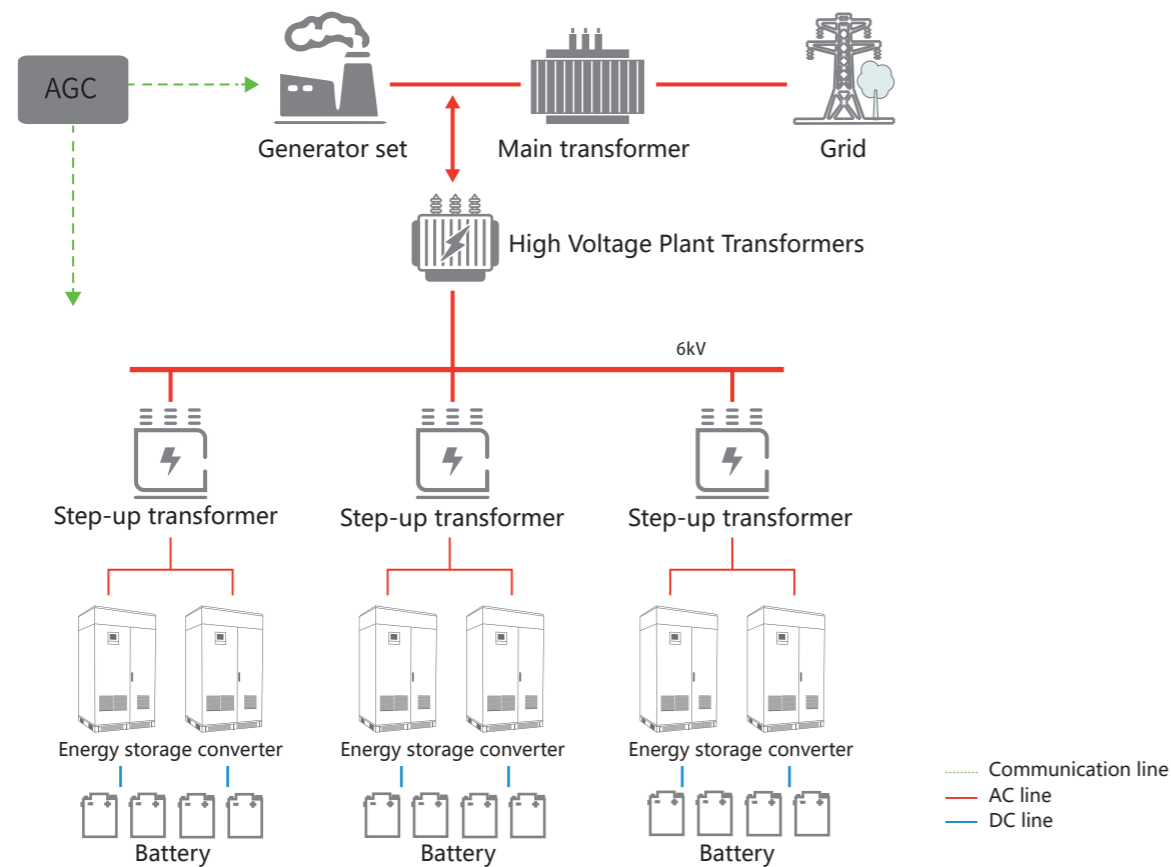 AGC
Generator set
Main transformer
Grid
High Voltage Plant Transformers
6kV
Step-up transformer
Step-up transformer
Step-up transformer
Energy storage converter
Energy storage converter
Energy storage converter
Battery
Battery
Battery
Communication line
AC line
DC line